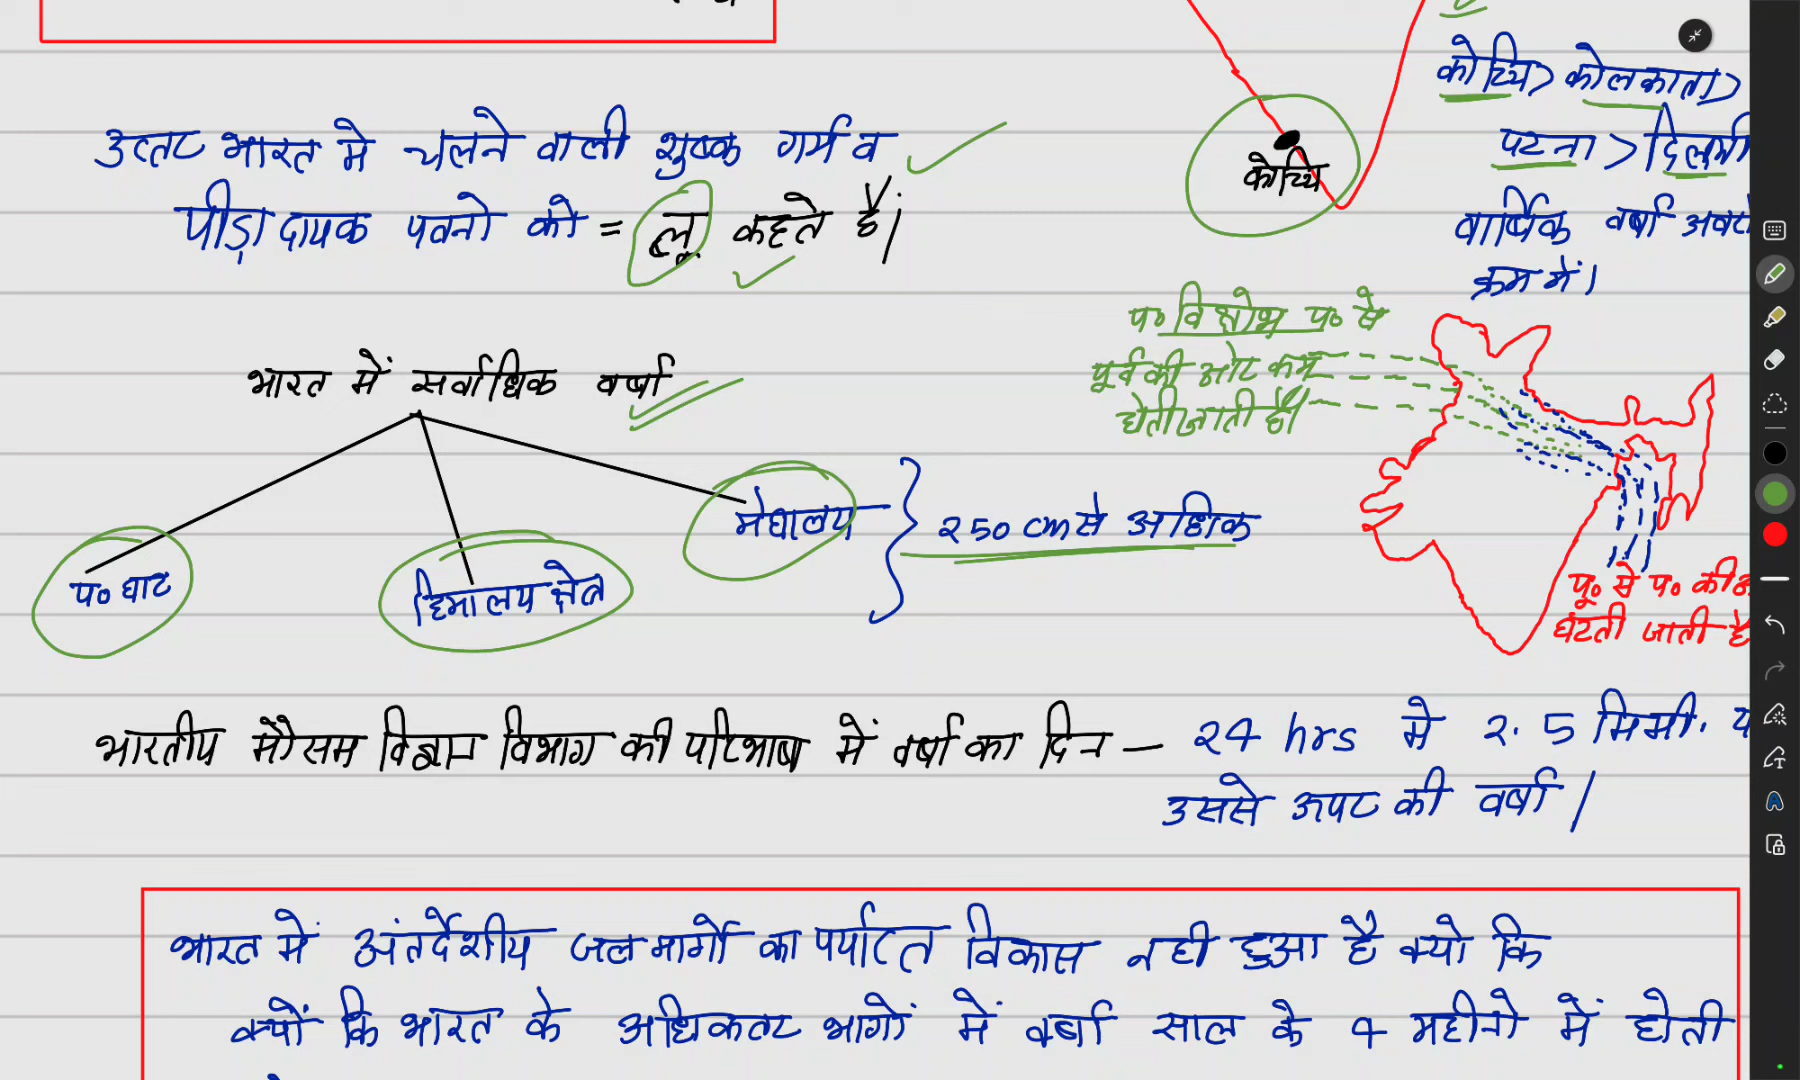 कोच्चि> कोलकाता>
पटना > दिल्ली
वार्षिक वर्षा अवरो
क्रम में।
कोच्चि
उत्तर भारत मे चलने वाली शुष्क गर्म व
पीड़ा दायक पवनो को = लू कहते हैं।
प० विक्षोभ प० से
पूर्व की ओर कम
होती जाती है।
भारत में सर्वाधिक वर्षा
प० घाट
हिमालय क्षेत्र
मेघालय
250 cm से अधिक
पू० से प० की
घटती जाती है
भारतीय मौसम विज्ञान विभाग की परिभाषा में वर्षा का दिन – 24 hrs मे 2.5 मिमी. य
उससे ऊपर की वर्षा।
भारत में अंतर्देशीय जलमार्गो का पर्याप्त विकास नही हुआ है क्यो कि
क्यों कि भारत के अधिकतर भागों में वर्षा साल के 4 महीनो में होती